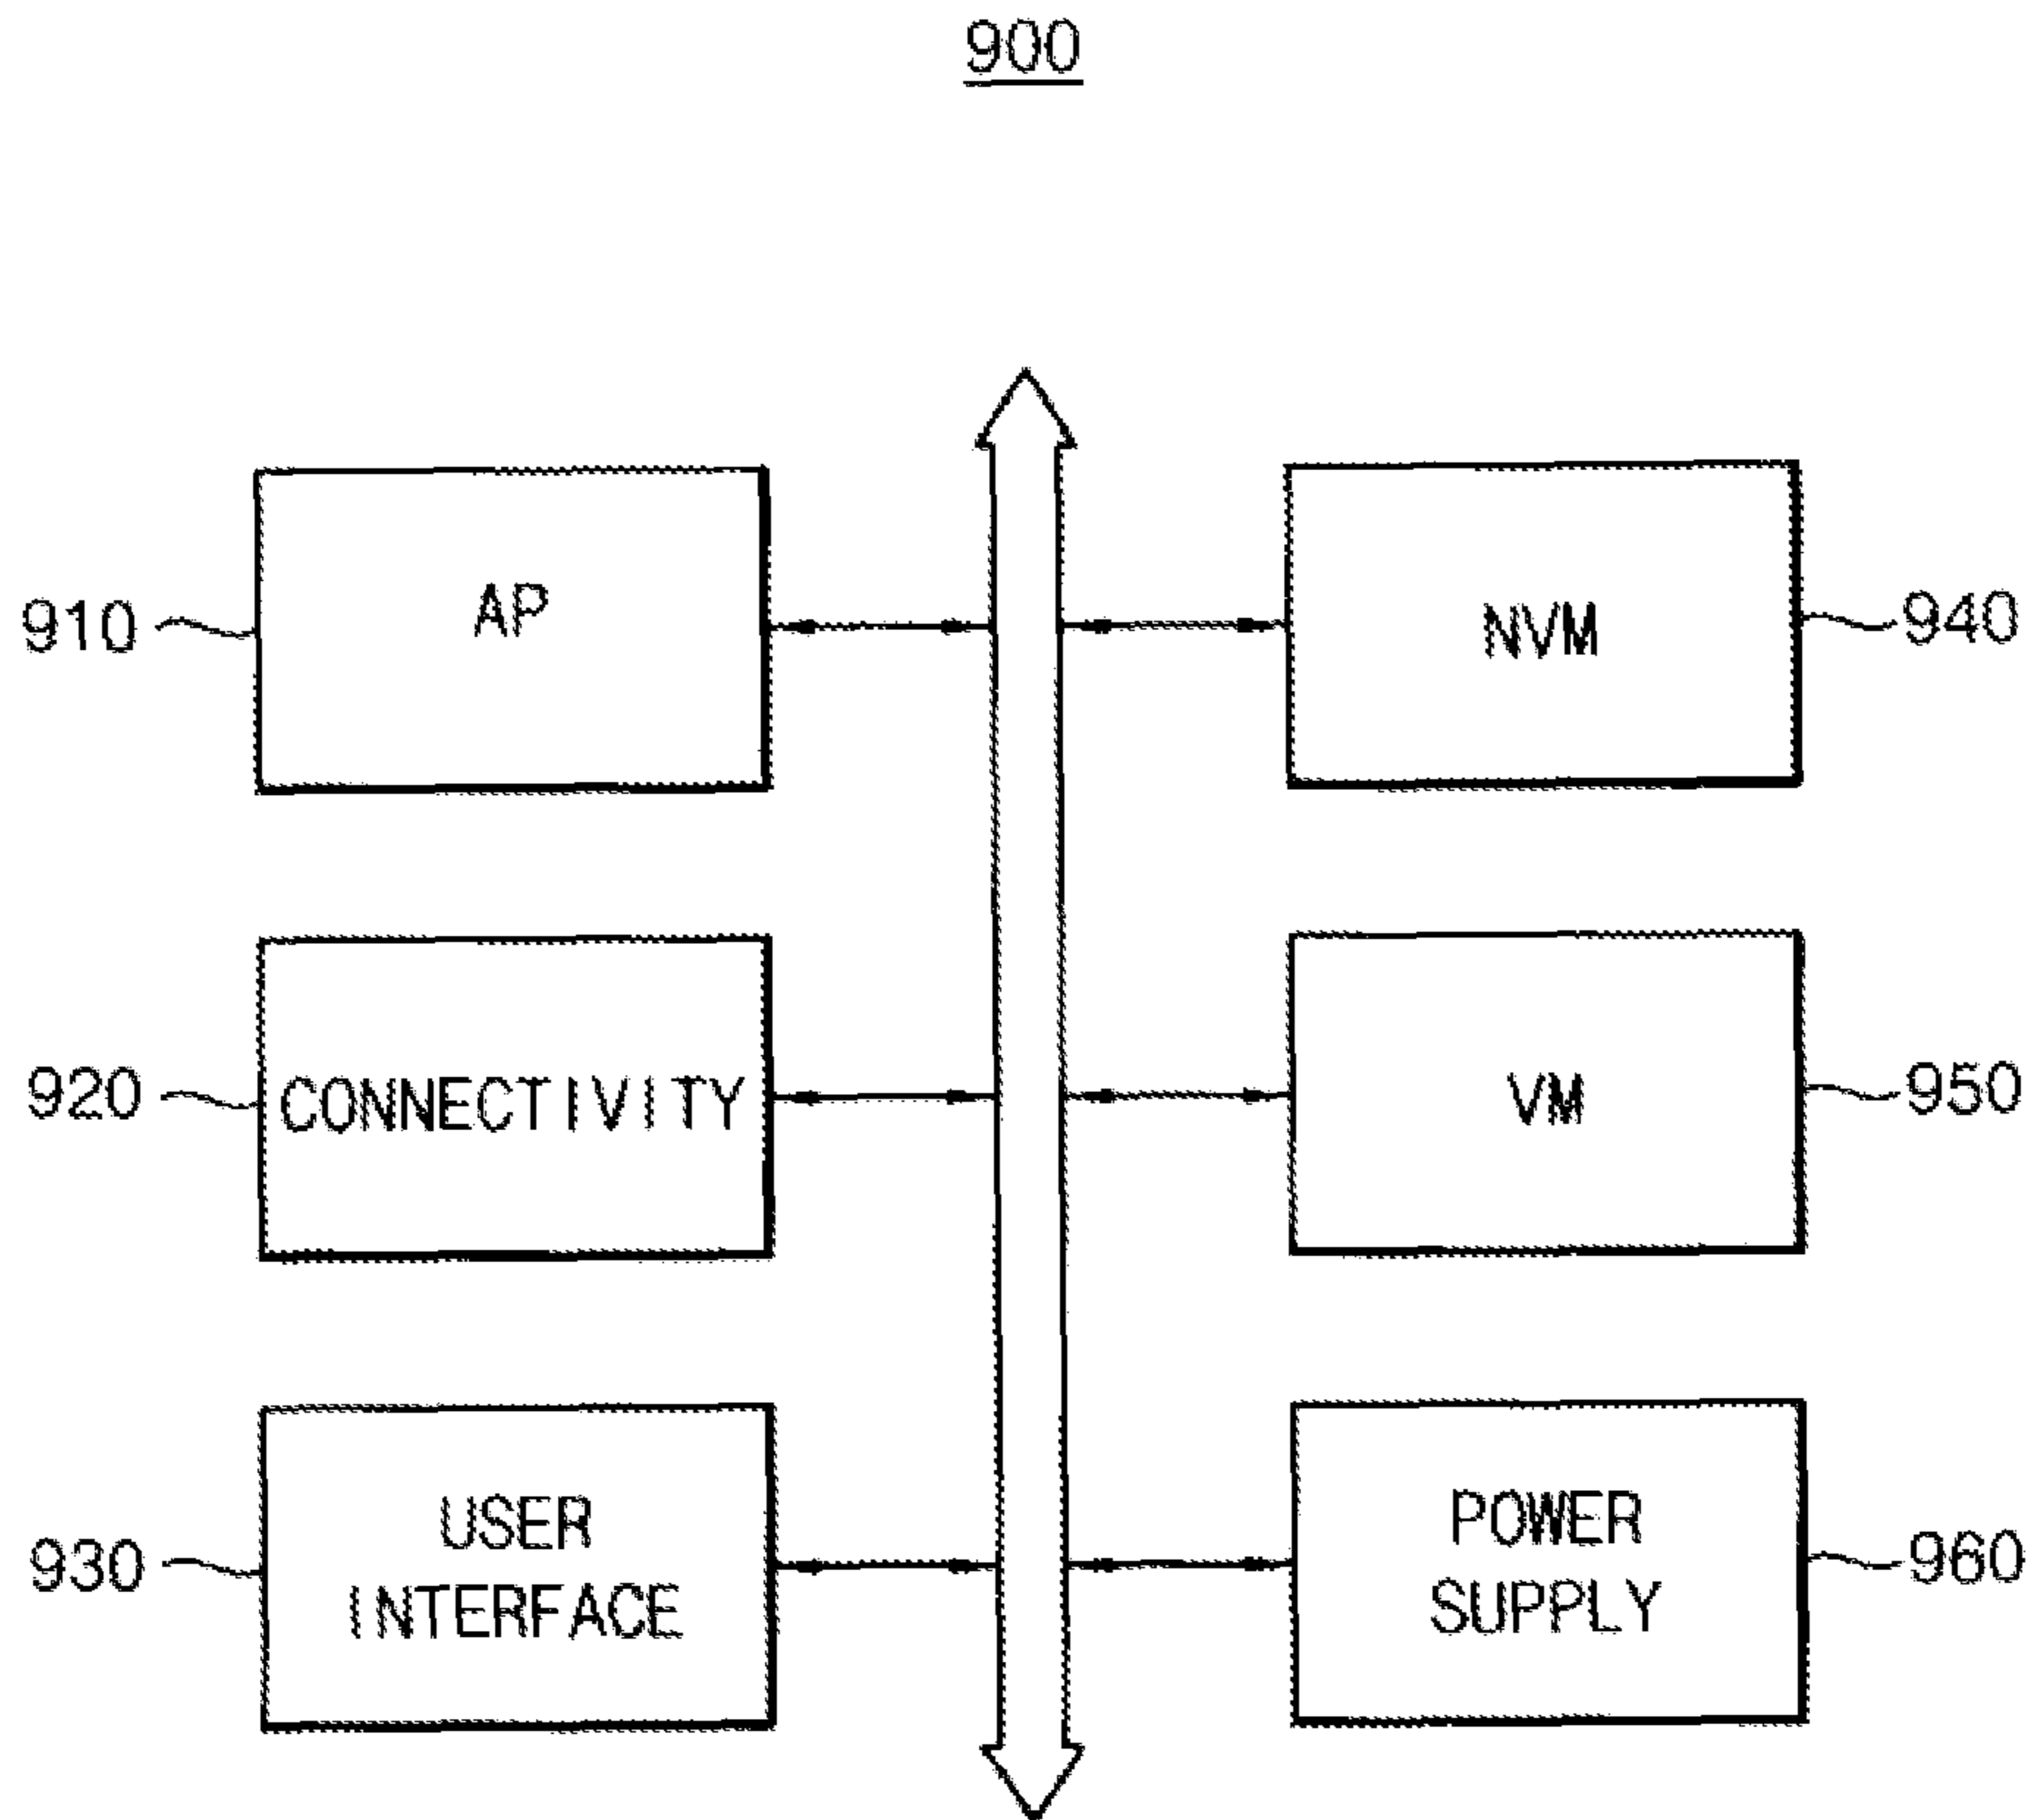 900
910
AP
NVM
940
920
CONNECTIVITY
VM
950
930
USER
INTERFACE
POWER
SUPPLY
960